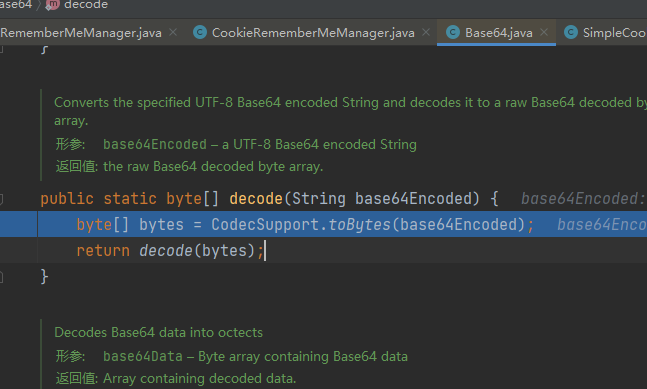 ase64 〉 m decode
RememberMeManager.java × CookieRememberMeManager.java × Base64.java × SimpleCoo
}
Converts the specified UTF-8 Base64 encoded String and decodes it to a raw Base64 decoded by
array.
形参: base64Encoded – a UTF-8 Base64 encoded String
返回值: the raw Base64 decoded byte array.
public static byte[] decode(String base64Encoded) { base64Encoded:
byte[] bytes = CodecSupport.toBytes(base64Encoded); base64Enco
return decode(bytes);
}
Decodes Base64 data into octects
形参: base64Data – Byte array containing Base64 data
返回值: Array containing decoded data.